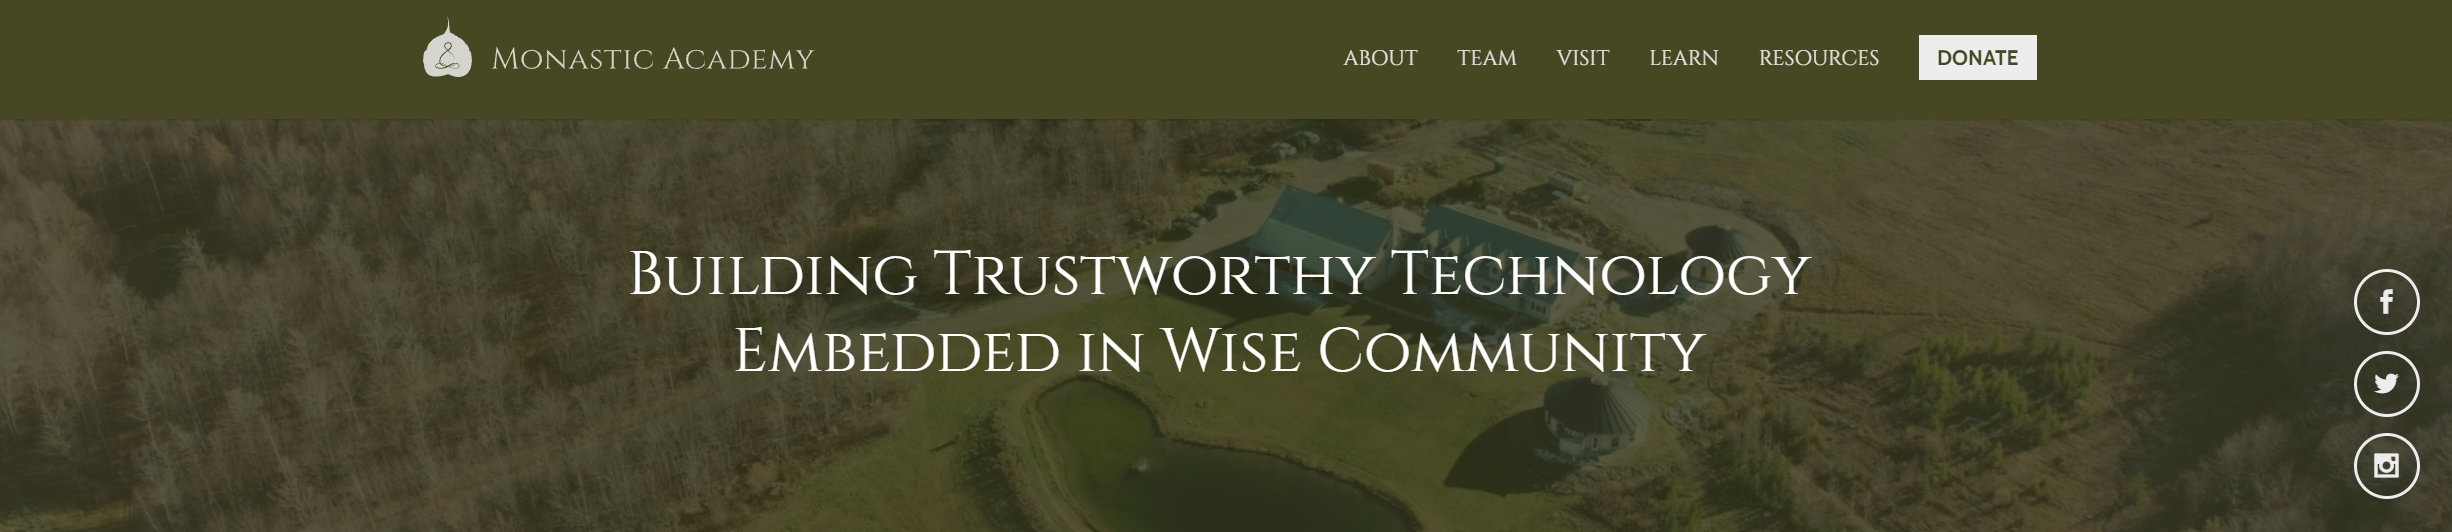 Monastic Academy
ABOUT TEAM VISIT LEARN RESOURCES DONATE
Building Trustworthy Technology
Embedded in Wise Community